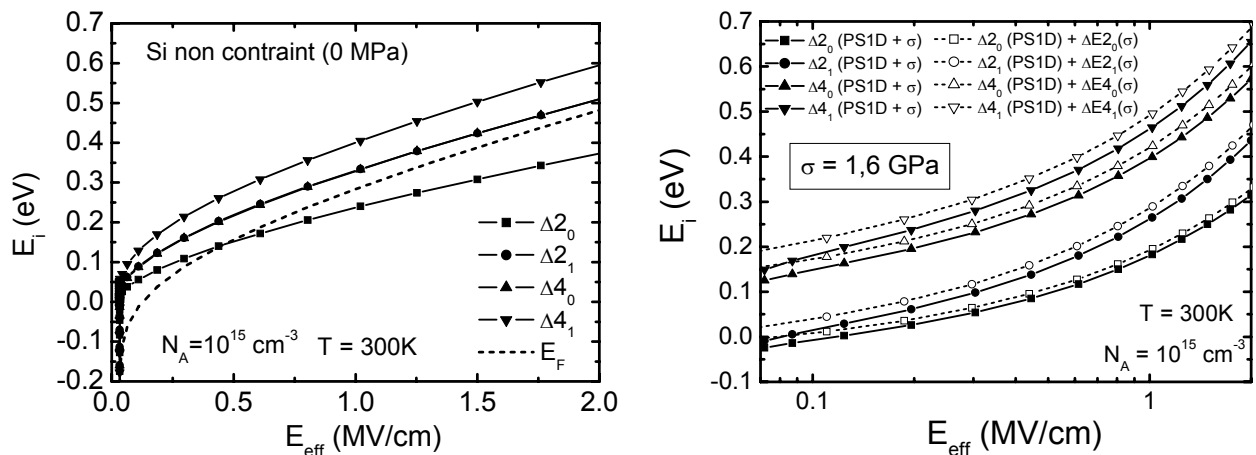 0.7
0.6
0.5
0.4
0.3
0.2
0.1
0.0
-0.1
-0.2
E_i (eV)
Si non contraint (0 MPa)
Δ2_0
Δ2_1
Δ4_0
Δ4_1
E_F
N_A=10^15 cm^-3 T = 300K
0.0 0.5 1.0 1.5 2.0
E_eff (MV/cm)
0.7
0.6
0.5
0.4
0.3
0.2
0.1
0.0
-0.1
E_i (eV)
Δ2_0 (PS1D + σ) Δ2_0 (PS1D) + ΔE2_0(σ)
Δ2_1 (PS1D + σ) Δ2_1 (PS1D) + ΔE2_1(σ)
Δ4_0 (PS1D + σ) Δ4_0 (PS1D) + ΔE4_0(σ)
Δ4_1 (PS1D + σ) Δ4_1 (PS1D) + ΔE4_1(σ)
σ = 1,6 GPa
T = 300K
N_A = 10^15 cm^-3
0.1 1
E_eff (MV/cm)